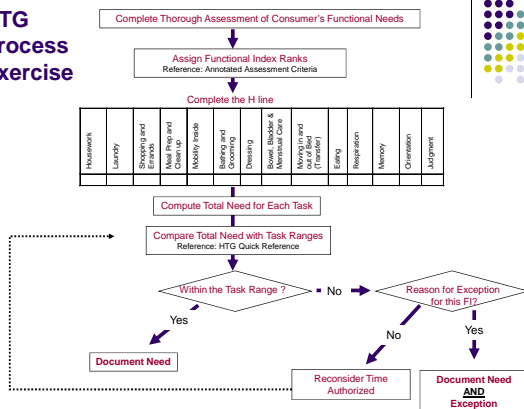 TG
rocess
xercise
Complete Thorough Assessment of Consumer's Functional Needs
Assign Functional Index Ranks
Reference: Annotated Assessment Criteria
Complete the H line
Housework
Laundry
Shopping and
Errands
Meal Prep and
Clean up
Mobility Inside
Bathing and
Grooming
Dressing
Bowel, Bladder &
Menstrual Care
Moving in and
out of Bed
(Transfer)
Eating
Respiration
Memory
Orientation
Judgment
Compute Total Need for Each Task
Compare Total Need with Task Ranges
Reference: HTG Quick Reference
Within the Task Range ?
No
Reason for Exception
for this FI?
Yes
No
Yes
Document Need
Reconsider Time
Authorized
Document Need
AND
Exception